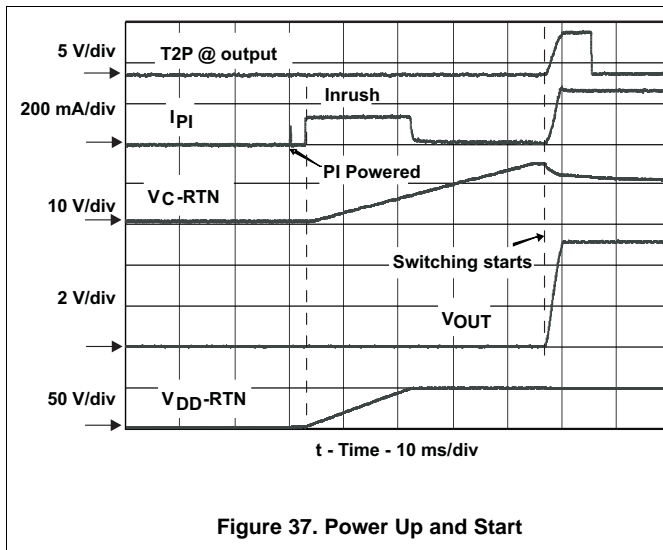 5 V/div
T2P @ output
200 mA/div
IPI
Inrush
PI Powered
VC-RTN
10 V/div
Switching starts
2 V/div
VOUT
50 V/div
VDD-RTN
t - Time - 10 ms/div
Figure 37. Power Up and Start